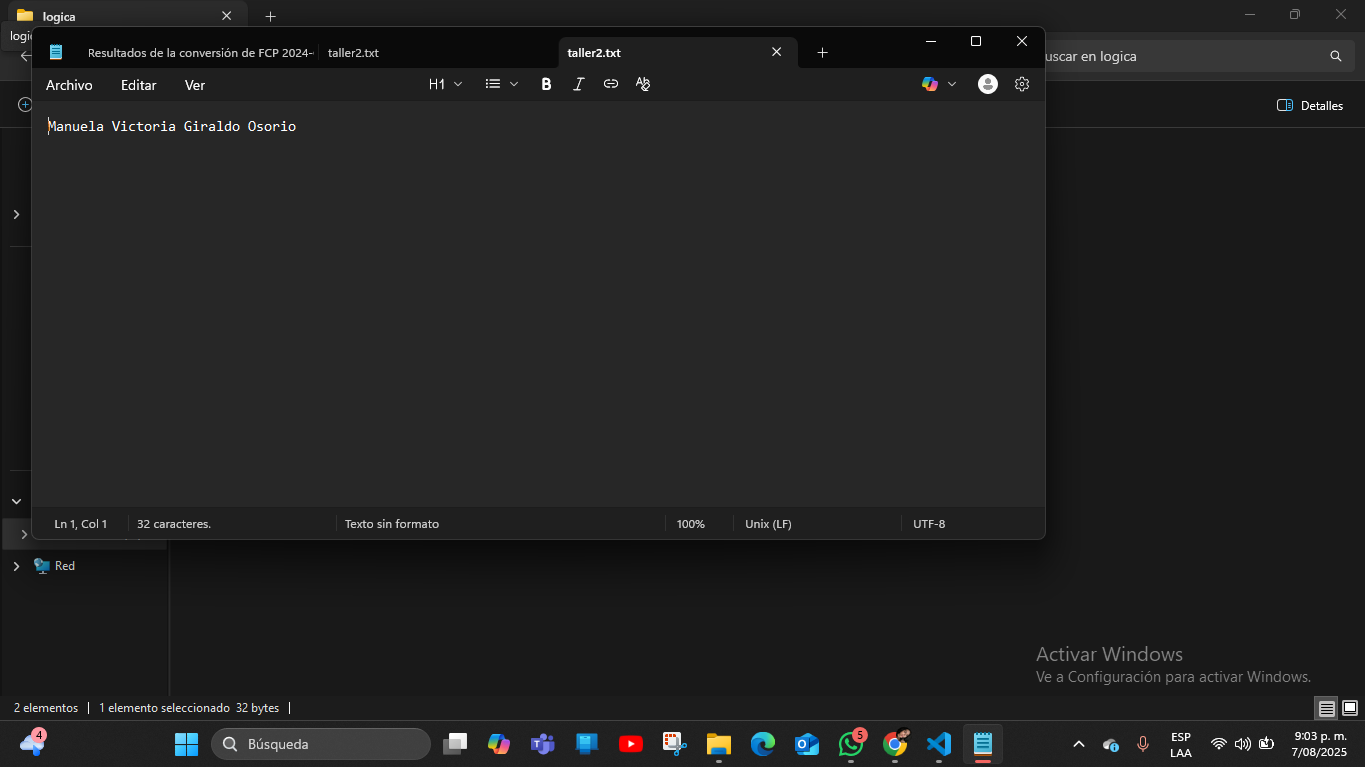 logica
logi
Resultados de la conversión de FCP 2024-
taller2.txt
taller2.txt
uscar en logica
Archivo
Editar
Ver
H1
B
I
Detalles
Manuela Victoria Giraldo Osorio
Ln 1, Col 1
32 caracteres.
Texto sin formato
100%
Unix (LF)
UTF-8
Red
Activar Windows
Ve a Configuración para activar Windows.
2 elementos
1 elemento seleccionado 32 bytes
4
Búsqueda
5
ESP
LAA
9:03 p. m.
7/08/2025